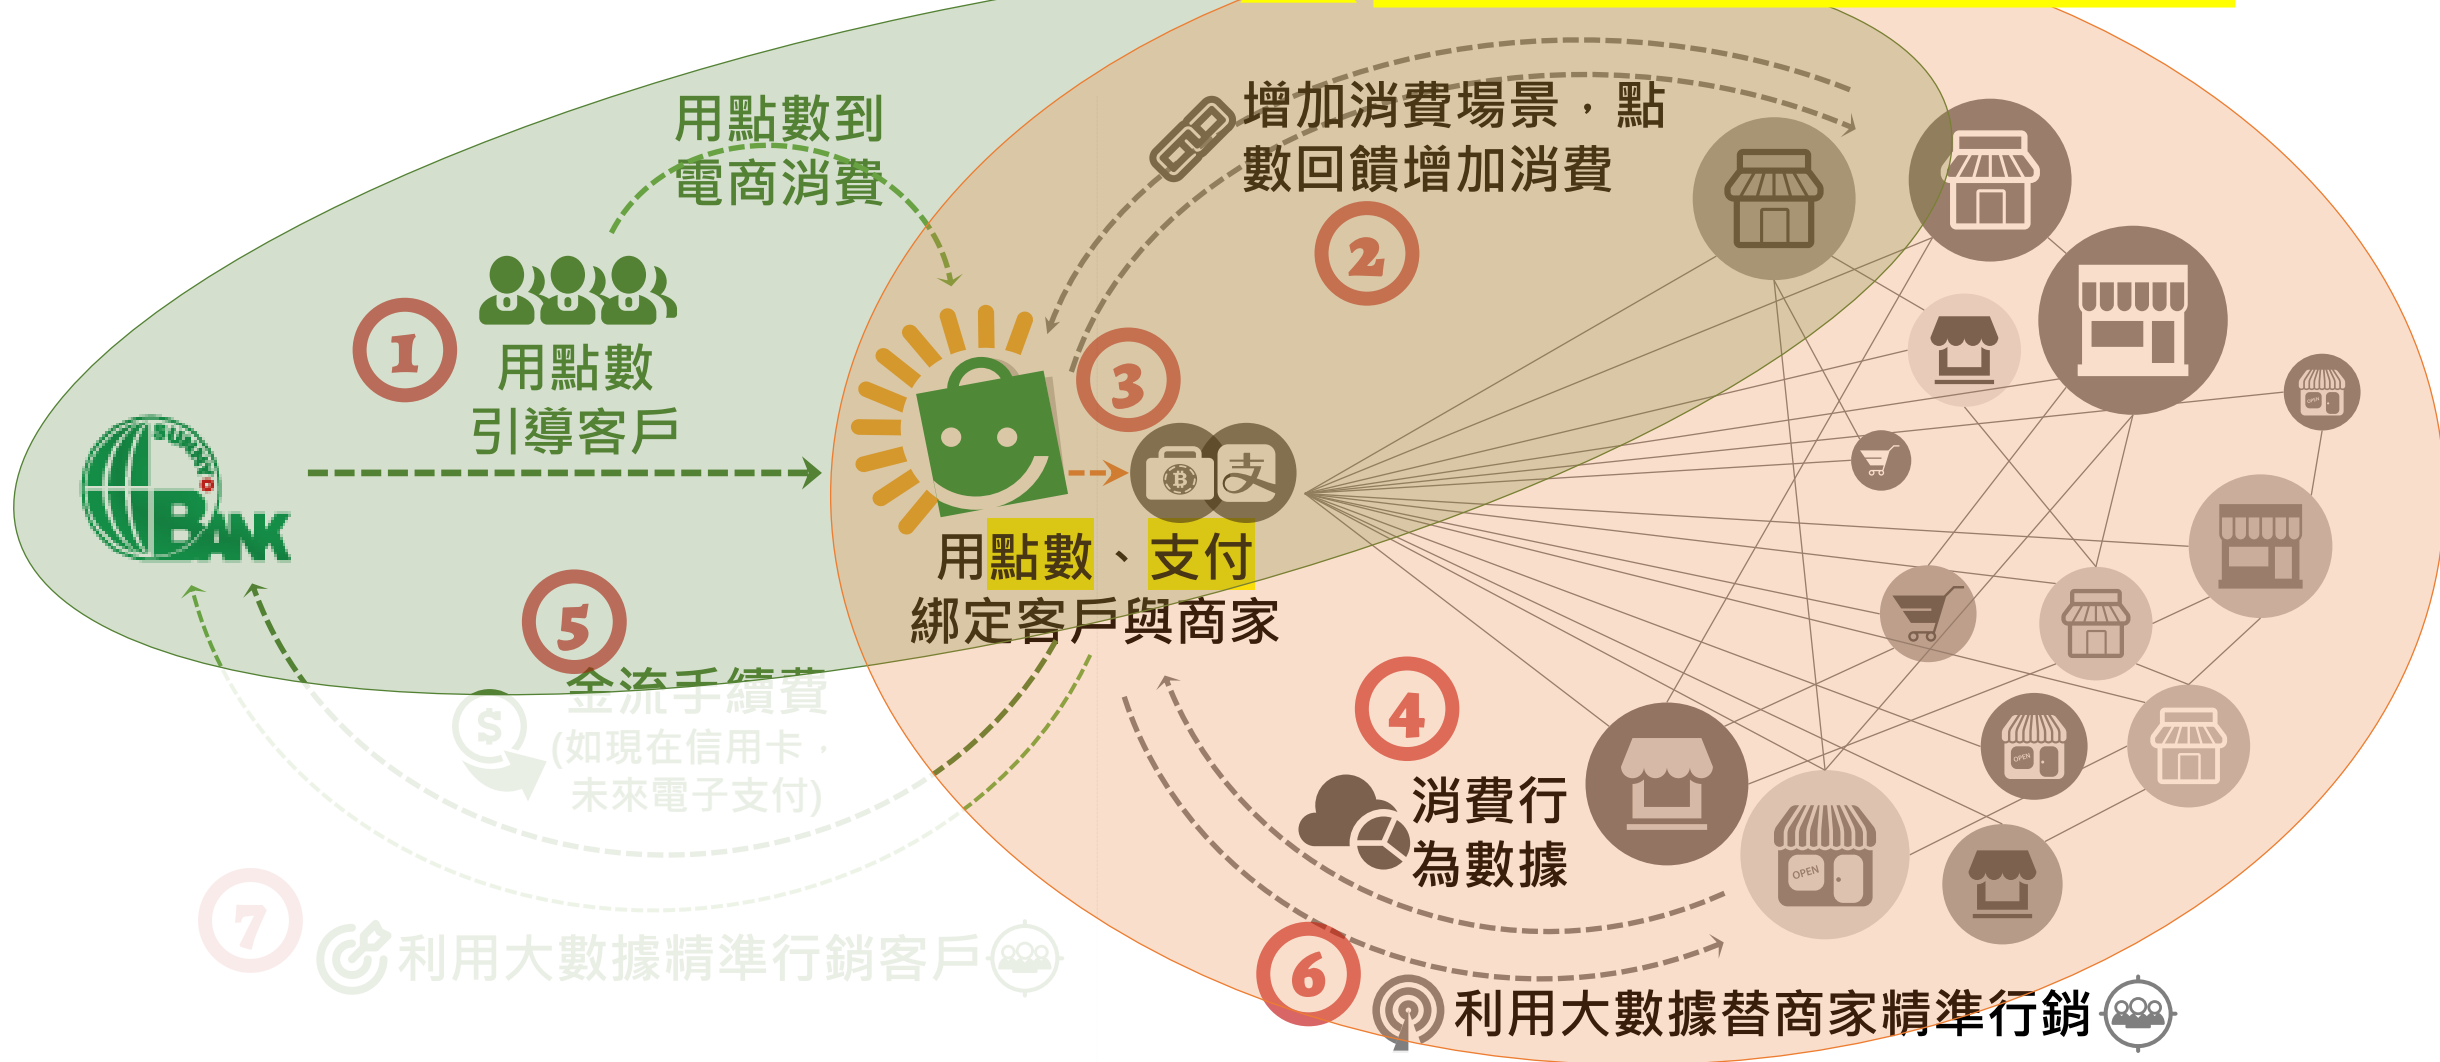 用點數到
電商消費
增加消費場景，點
數回饋增加消費
2
1
用點數
引導客戶
3
SUNNY
BANK
支
用點數、支付
綁定客戶與商家
5
金流手續費
(如現在信用卡，
未來電子支付)
4
消費行
為數據
OPEN
OPEN
OPEN
7
利用大數據精準行銷客戶
6
利用大數據替商家精準行銷